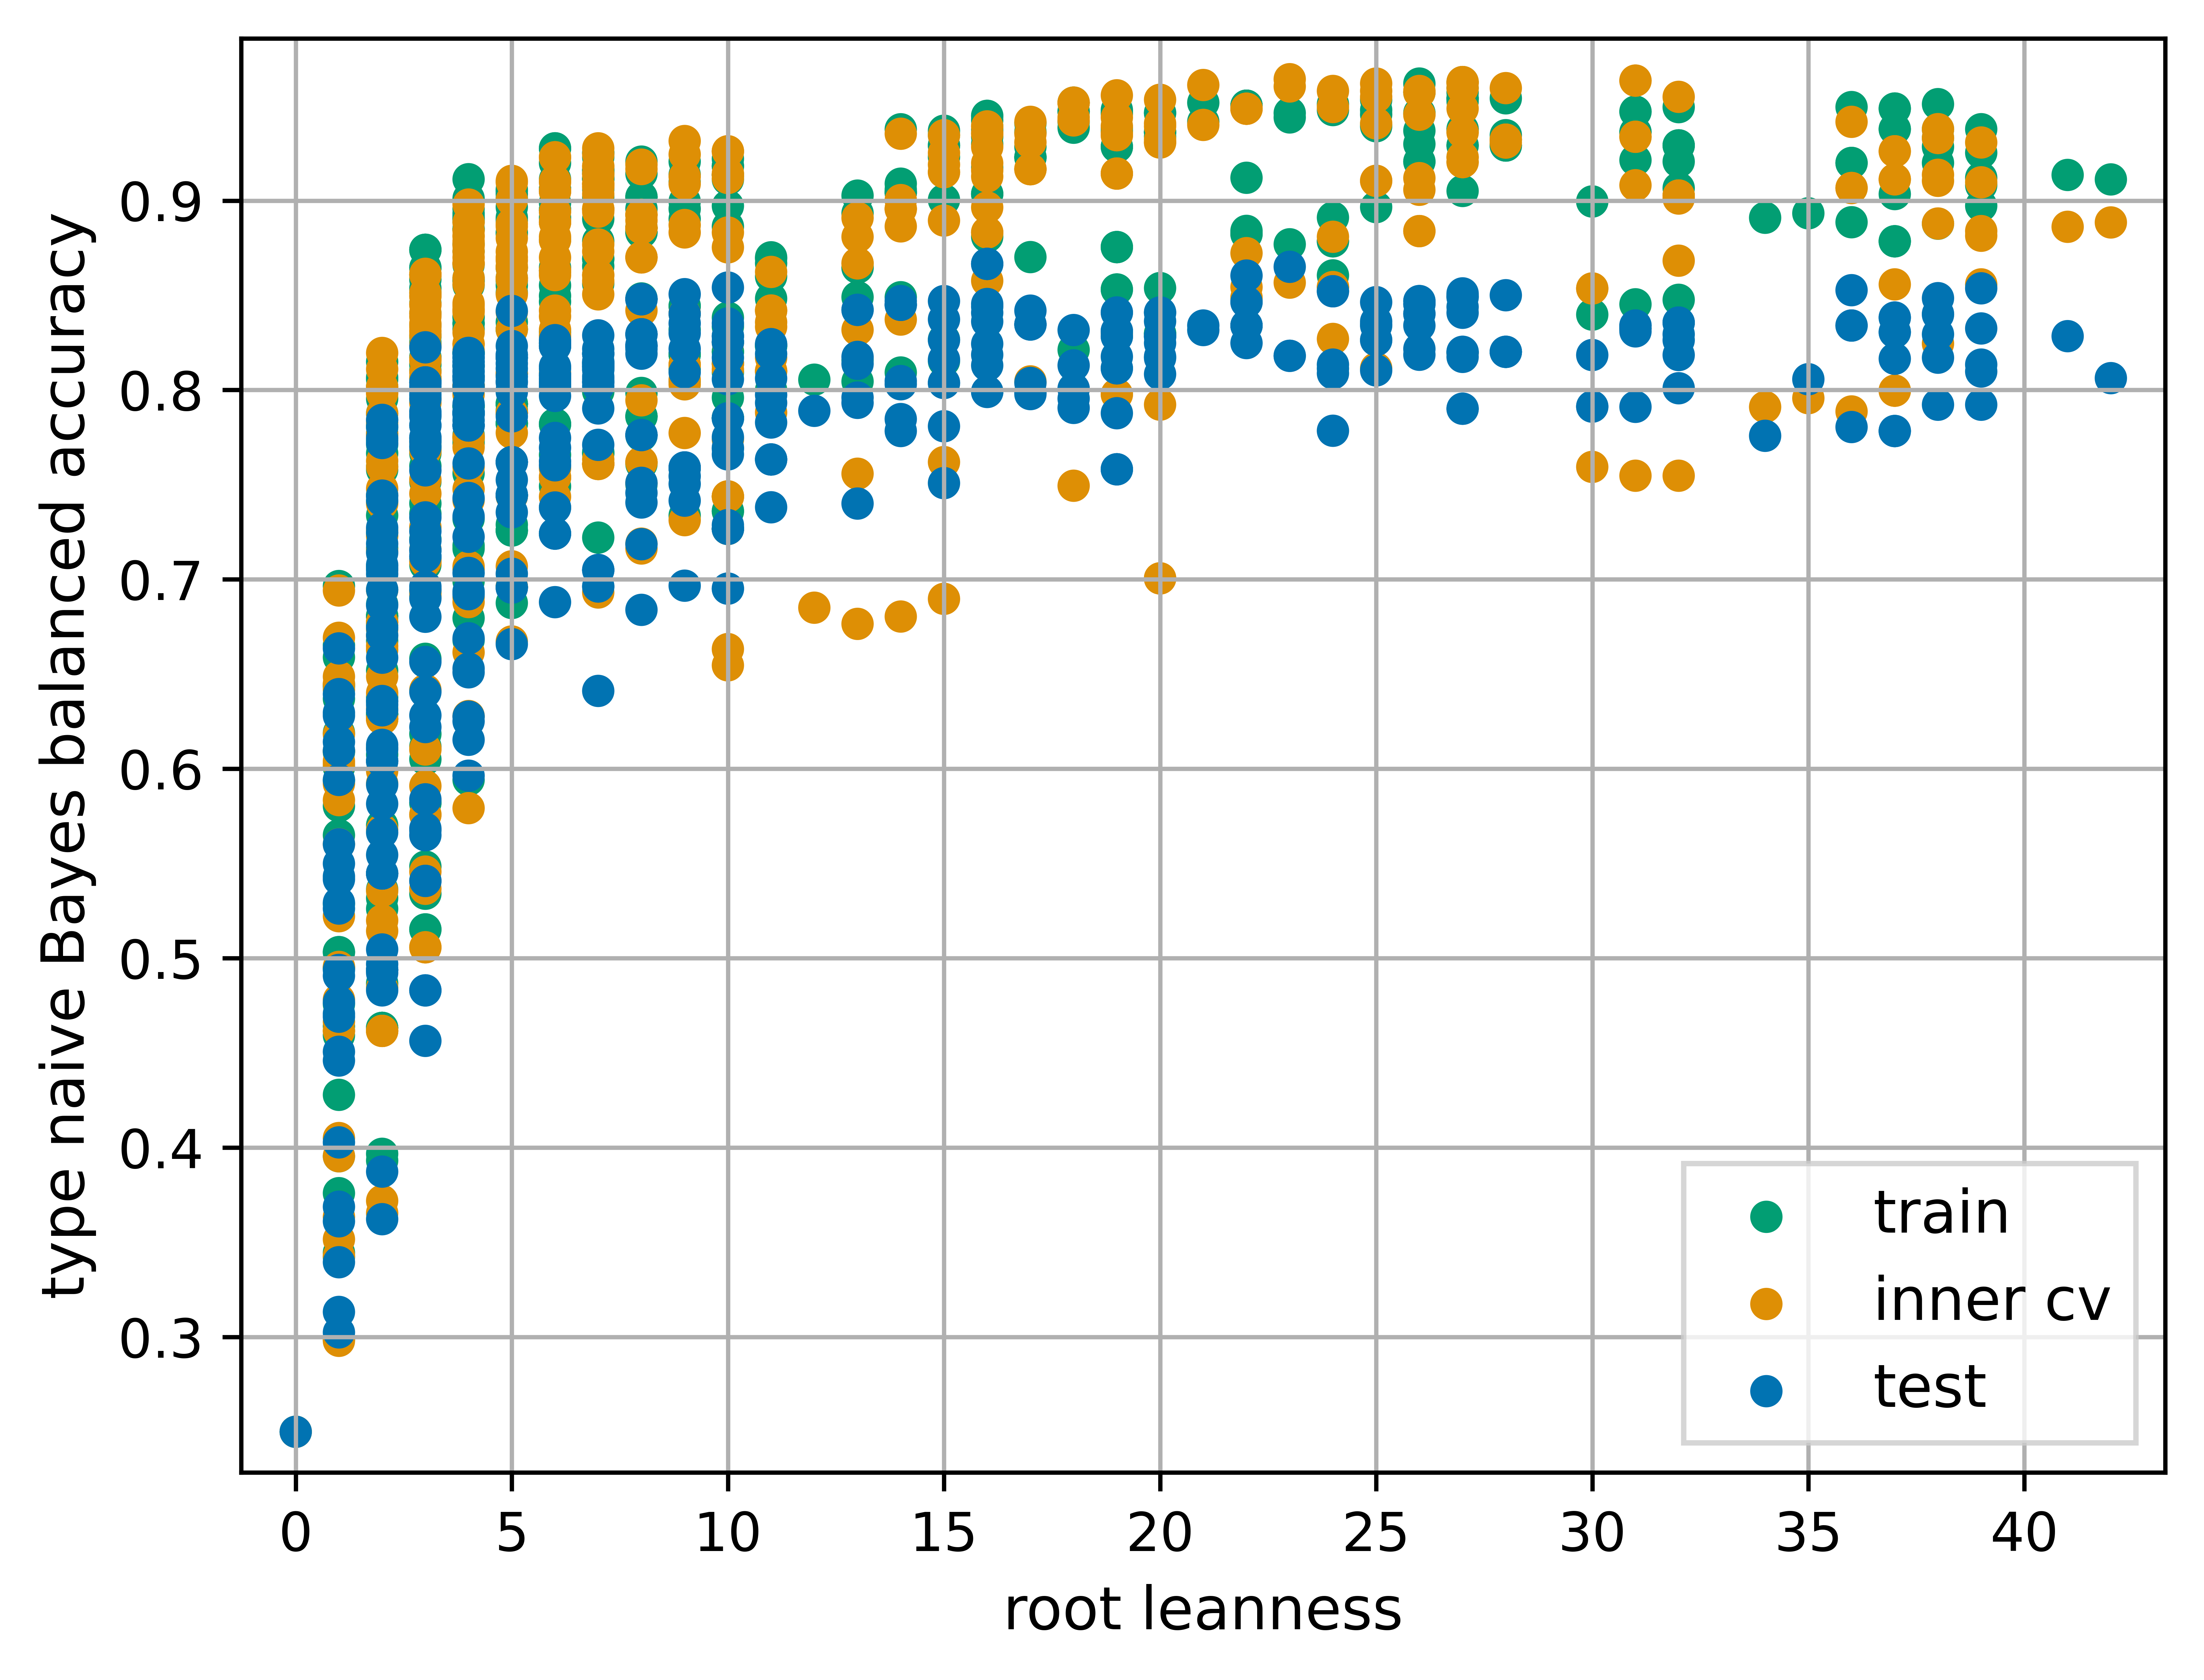 type naive Bayes balanced accuracy
0.9
0.8
0.7
0.6
0.5
0.4
0.3
0 5 10 15 20 25 30 35 40
root leanness
train
inner cv
test